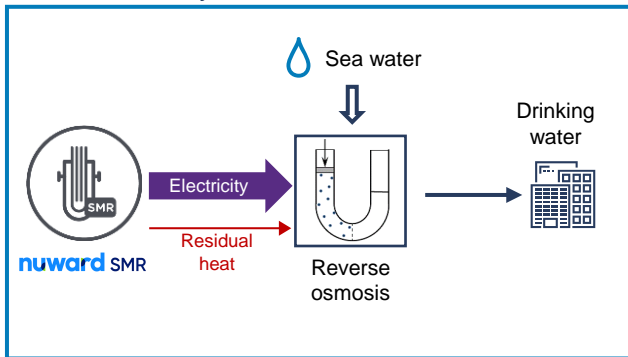 Sea water
Drinking
water
SMR
Electricity
Residual
heat
nuward SMR
Reverse
osmosis